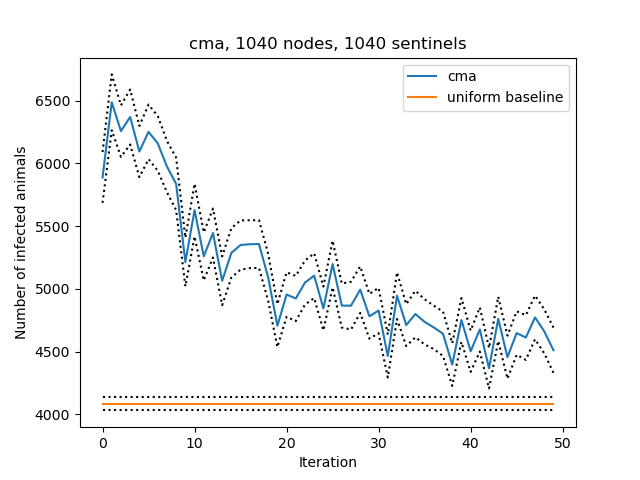 cma, 1040 nodes, 1040 sentinels
cma
uniform baseline
Number of infected animals
6500
6000
5500
5000
4500
4000
0 10 20 30 40 50
Iteration